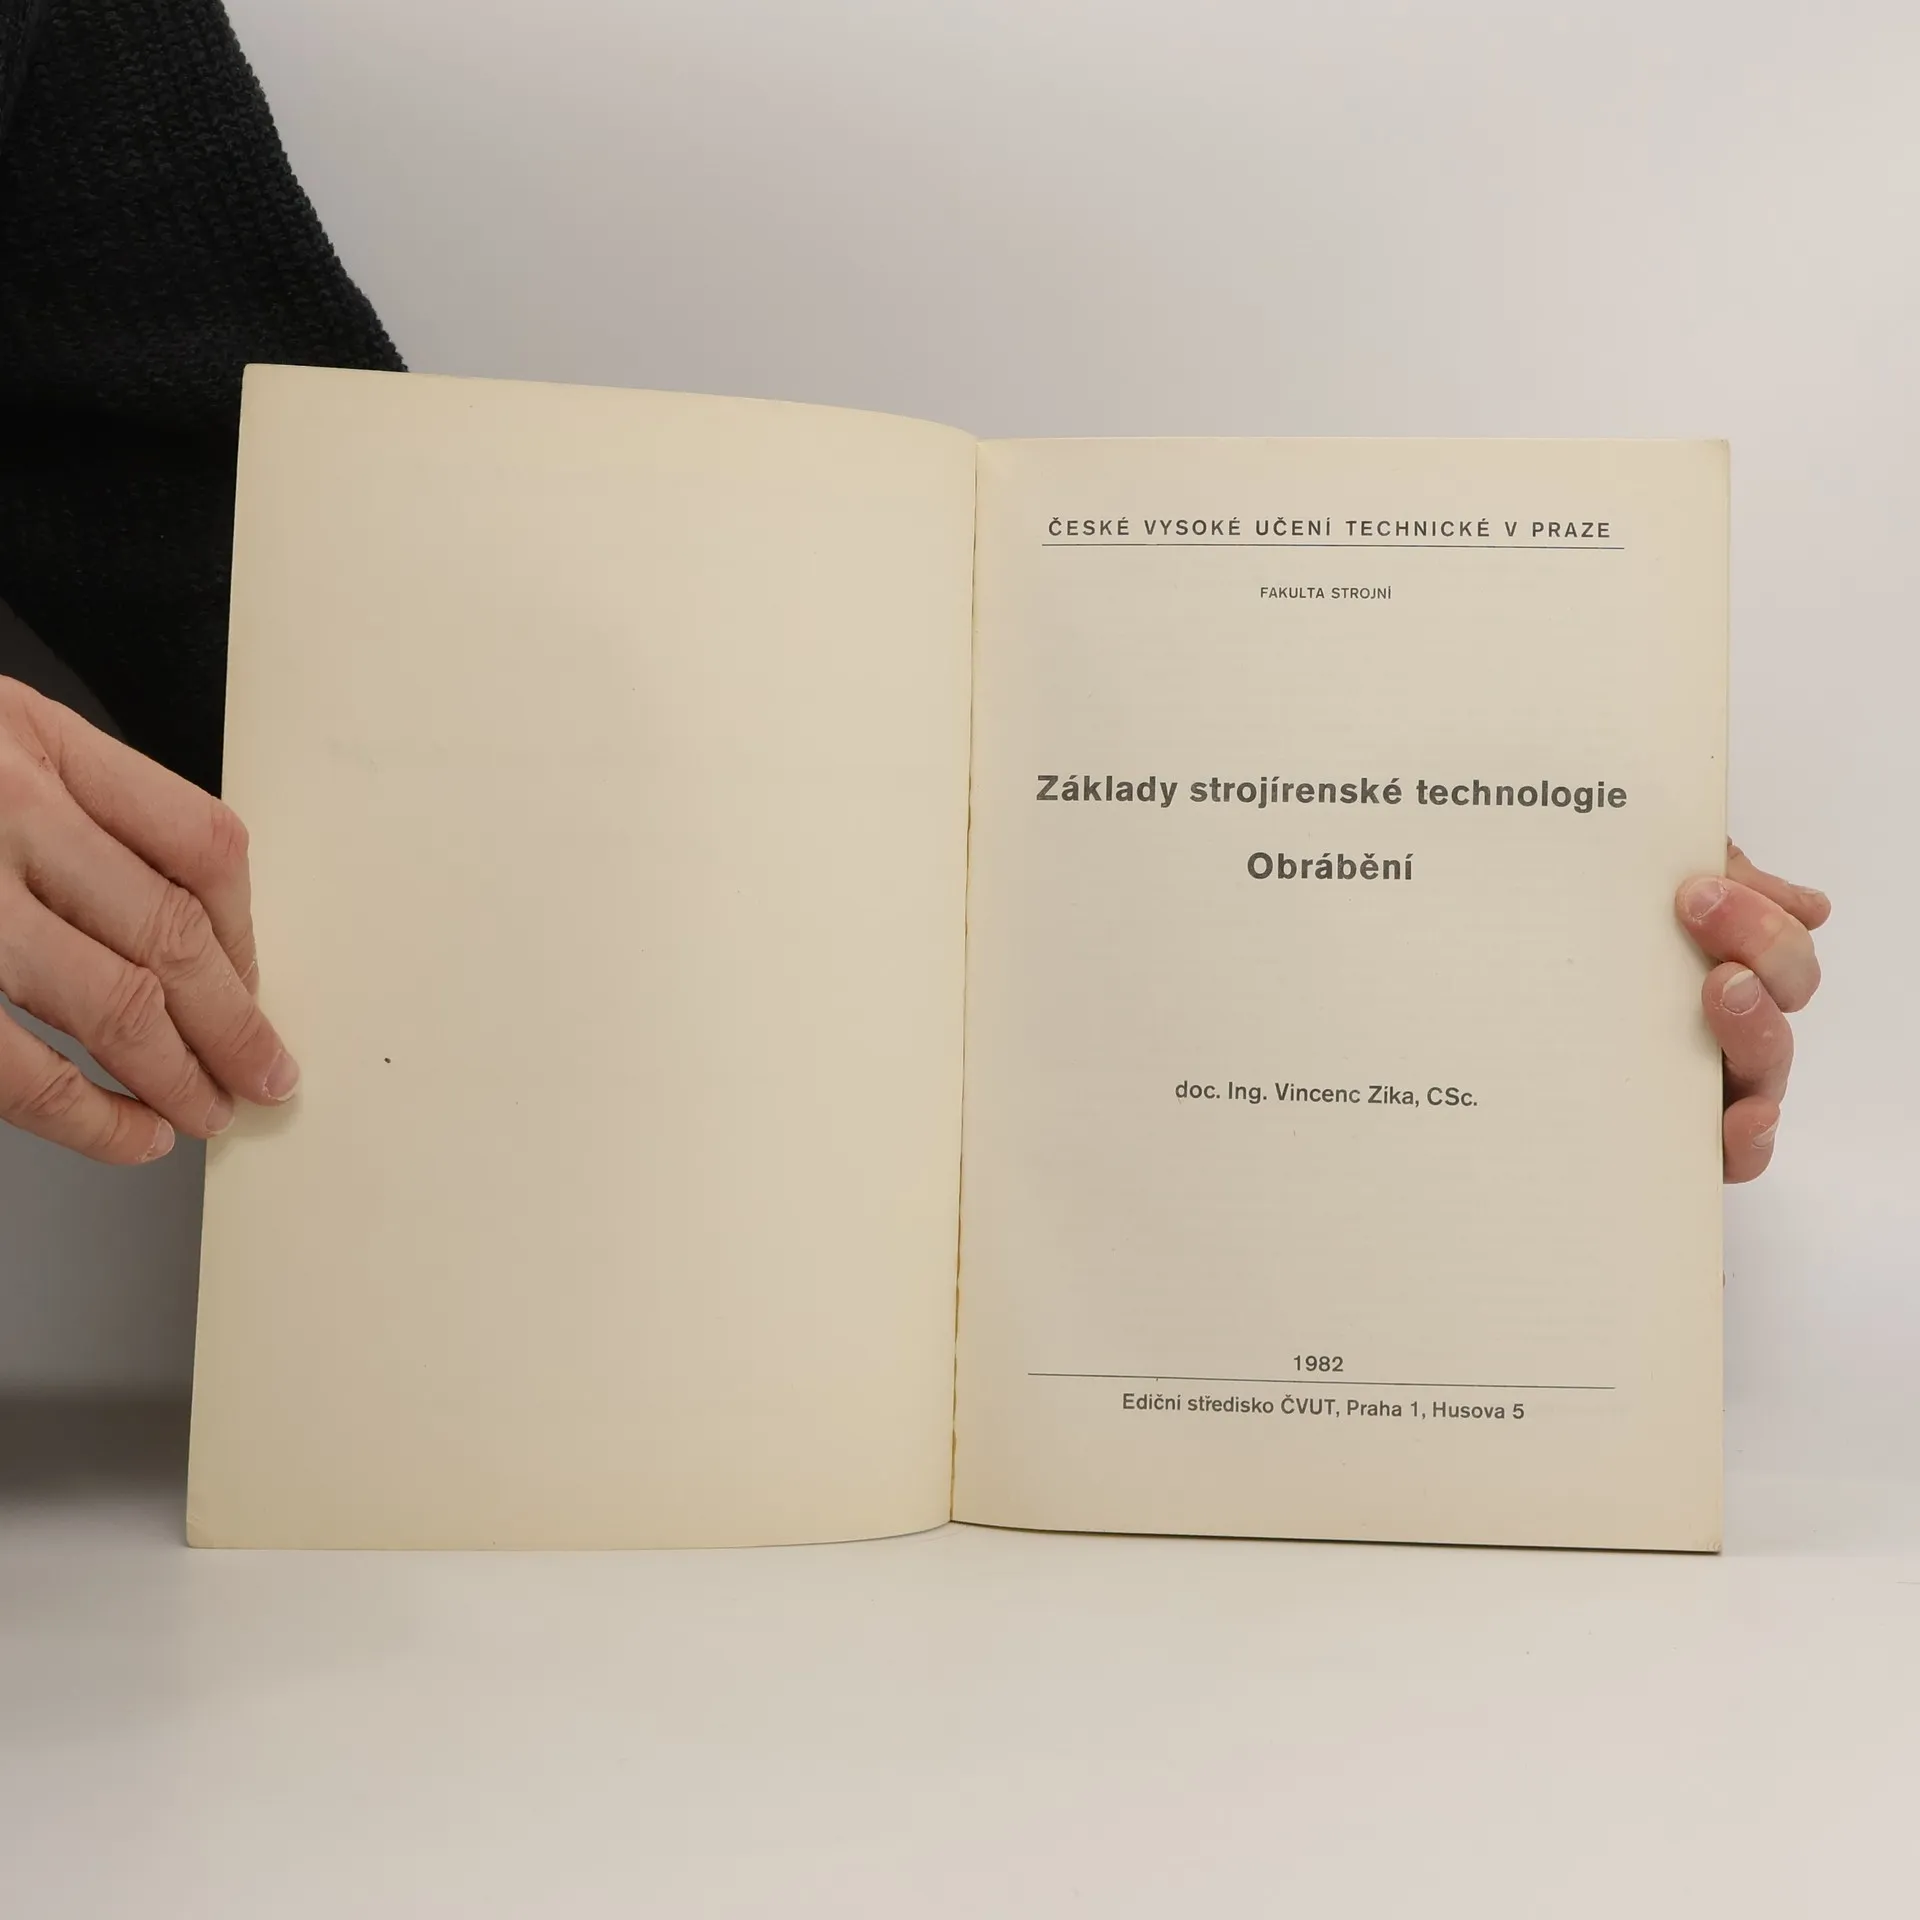 ČESKÉ VYSOKÉ UČENÍ TECHNICKÉ V PRAZE
FAKULTA STROJNÍ
Základy strojírenské technologie
Obrábění
doc. Ing. Vincenc Zika, CSc.
1982
Ediční středisko ČVUT, Praha 1, Husova 5